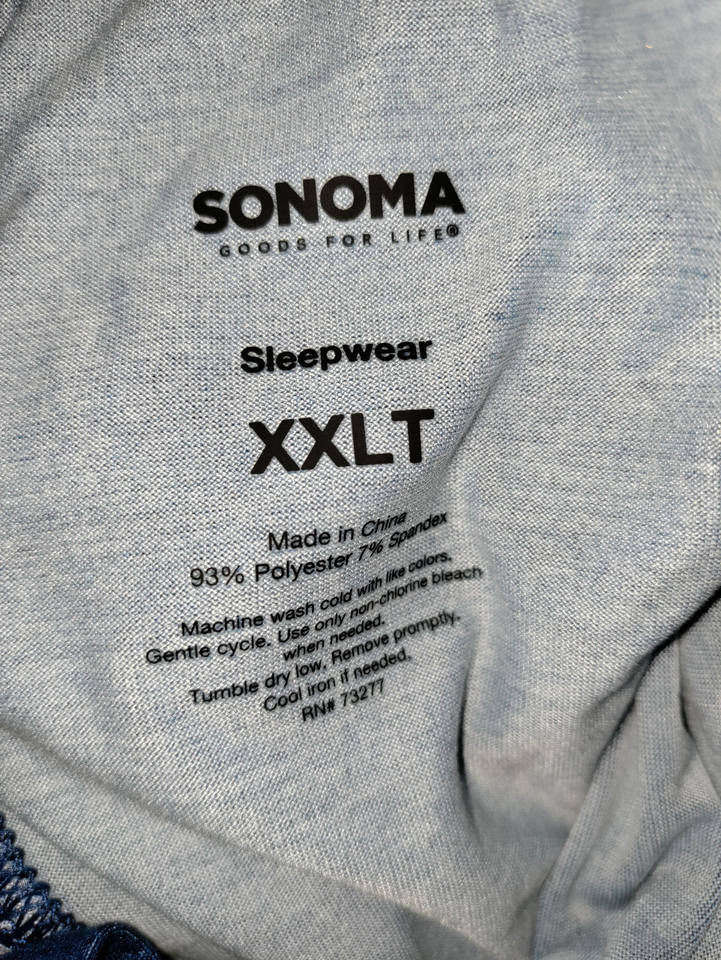 SONOMA
GOODS FOR LIFE®
Sleepwear
XXLT
Made in China
93% Polyester 7% Spandex
Machine wash cold with like colors.
Gentle cycle. Use only non-chlorine bleach
when needed.
Tumble dry low. Remove promptly.
Cool iron if needed.
RN# 73277